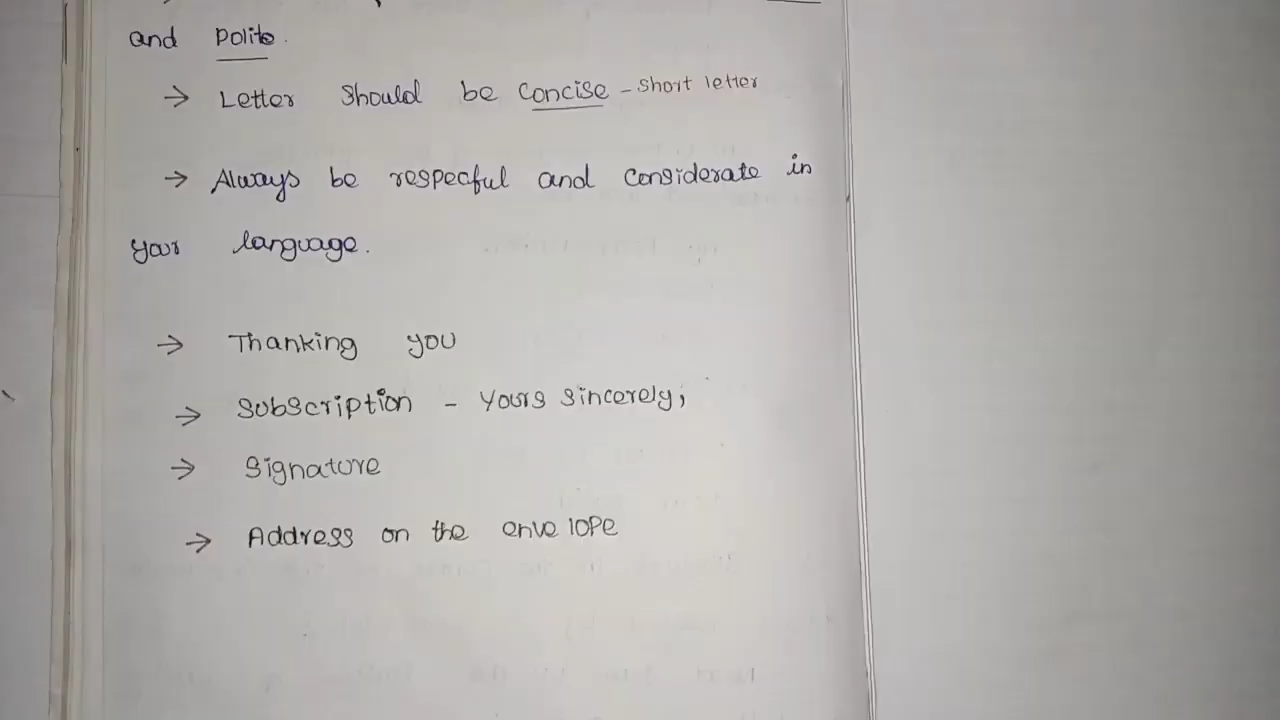 and polite.
→ Letter should be concise - short letter
→ Always be respecful and considerate in
your language.
→ Thanking you
→ Subscription - Yours sincerely;
→ Signature
→ Address on the envelope